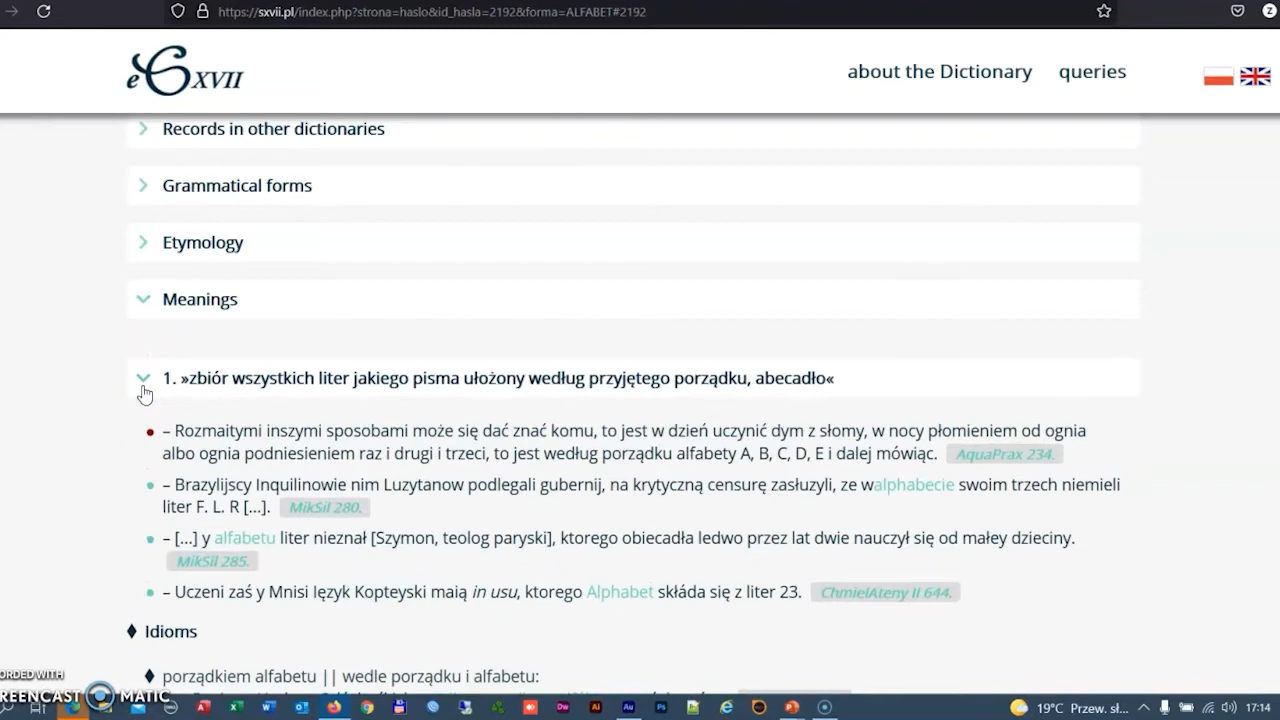 https://sxvii.pl/index.php?strona=haslo&id_hasla=2192&forma=ALFABET#2192
Z
eSXVII
about the Dictionary queries
Records in other dictionaries
Grammatical forms
Etymology
Meanings
1. »zbiór wszystkich liter jakiego pisma ułożony według przyjętego porządku, abecadło«
– Rozmaitymi inszymi sposobami może się dać znać komu, to jest w dzień uczynić dym z słomy, w nocy płomieniem od ognia
albo ognia podniesieniem raz i drugi i trzeci, to jest według porządku alfabety A, B, C, D, E i dalej mówiąc. AquaPrax 234.
– Brazylijscy Inquilinowie nim Luzytanow podlegali gubernij, na krytyczną censurę zasłuzyli, ze walphabecie swoim trzech niemieli
liter F. L. R [...]. MikSil 280.
– [...] y alfabetu liter nieznał [Szymon, teolog paryski], ktorego obiecadła ledwo przez lat dwie nauczył się od małey dzieciny.
MikSil 285.
– Uczeni zaś y Mnisi Ięzyk Kopteyski maią in usu, ktorego Alphabet skłáda się z liter 23. ChmielAteny II 644.
Idioms
porządkiem alfabetu || wedle porządku i alfabetu:
ORDED WITH
REENCAST MATIC
19°C Przew. sł... 17:14